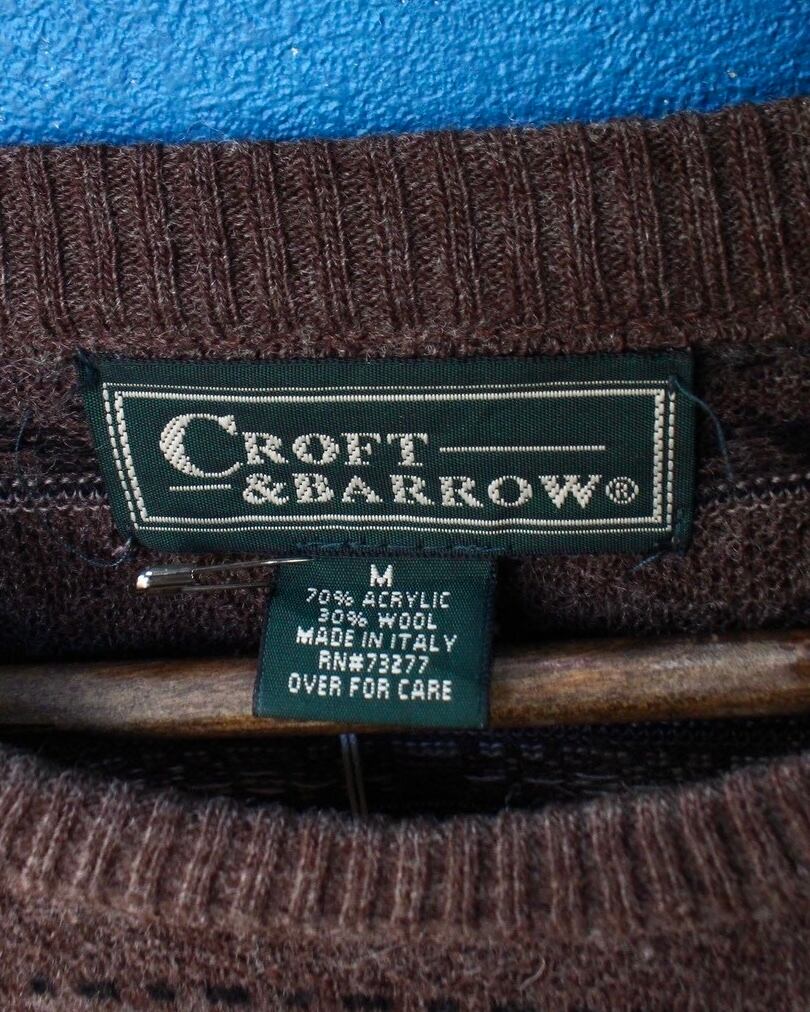 CROFT
&BARROW®
M
70% ACRYLIC
30% WOOL
MADE IN ITALY
RN#73277
OVER FOR CARE